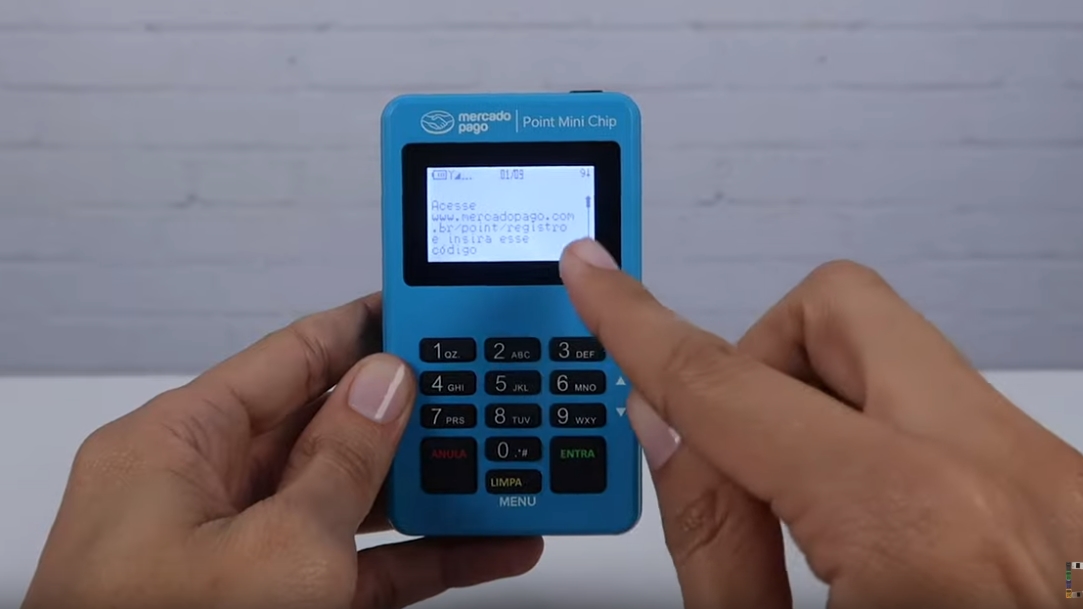 mercado
pago
Point Mini Chip
01/03
94
Acesse
www.mercadopago.com
.br/point/registro
e insira esse
código
1 QZ. 2 ABC 3 DEF
4 GHI 5 JKL 6 MNO
7 PRS 8 TUV 9 WXY
ANULA 0 .*# ENTRA
LIMPA
MENU